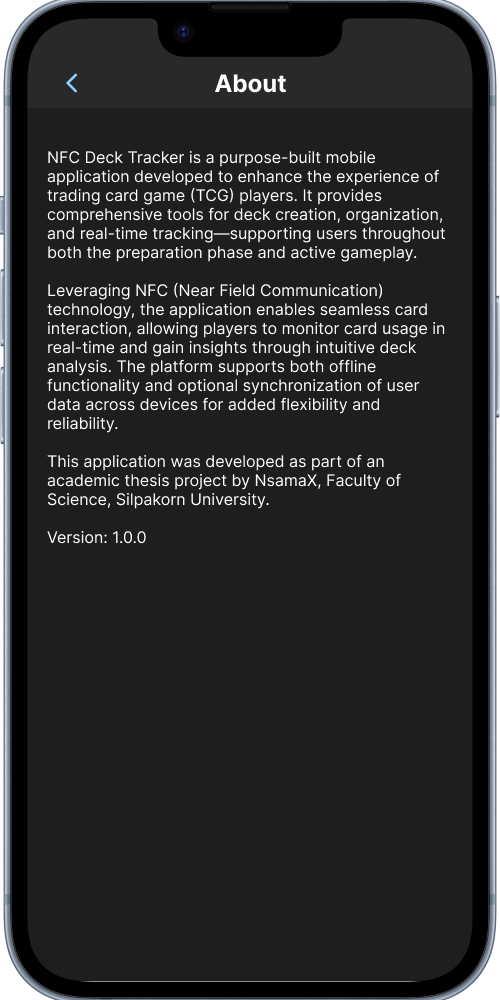 About
NFC Deck Tracker is a purpose-built mobile
application developed to enhance the experience of
trading card game (TCG) players. It provides
comprehensive tools for deck creation, organization,
and real-time tracking—supporting users throughout
both the preparation phase and active gameplay.
Leveraging NFC (Near Field Communication)
technology, the application enables seamless card
interaction, allowing players to monitor card usage in
real-time and gain insights through intuitive deck
analysis. The platform supports both offline
functionality and optional synchronization of user
data across devices for added flexibility and
reliability.
This application was developed as part of an
academic thesis project by NsamaX, Faculty of
Science, Silpakorn University.
Version: 1.0.0